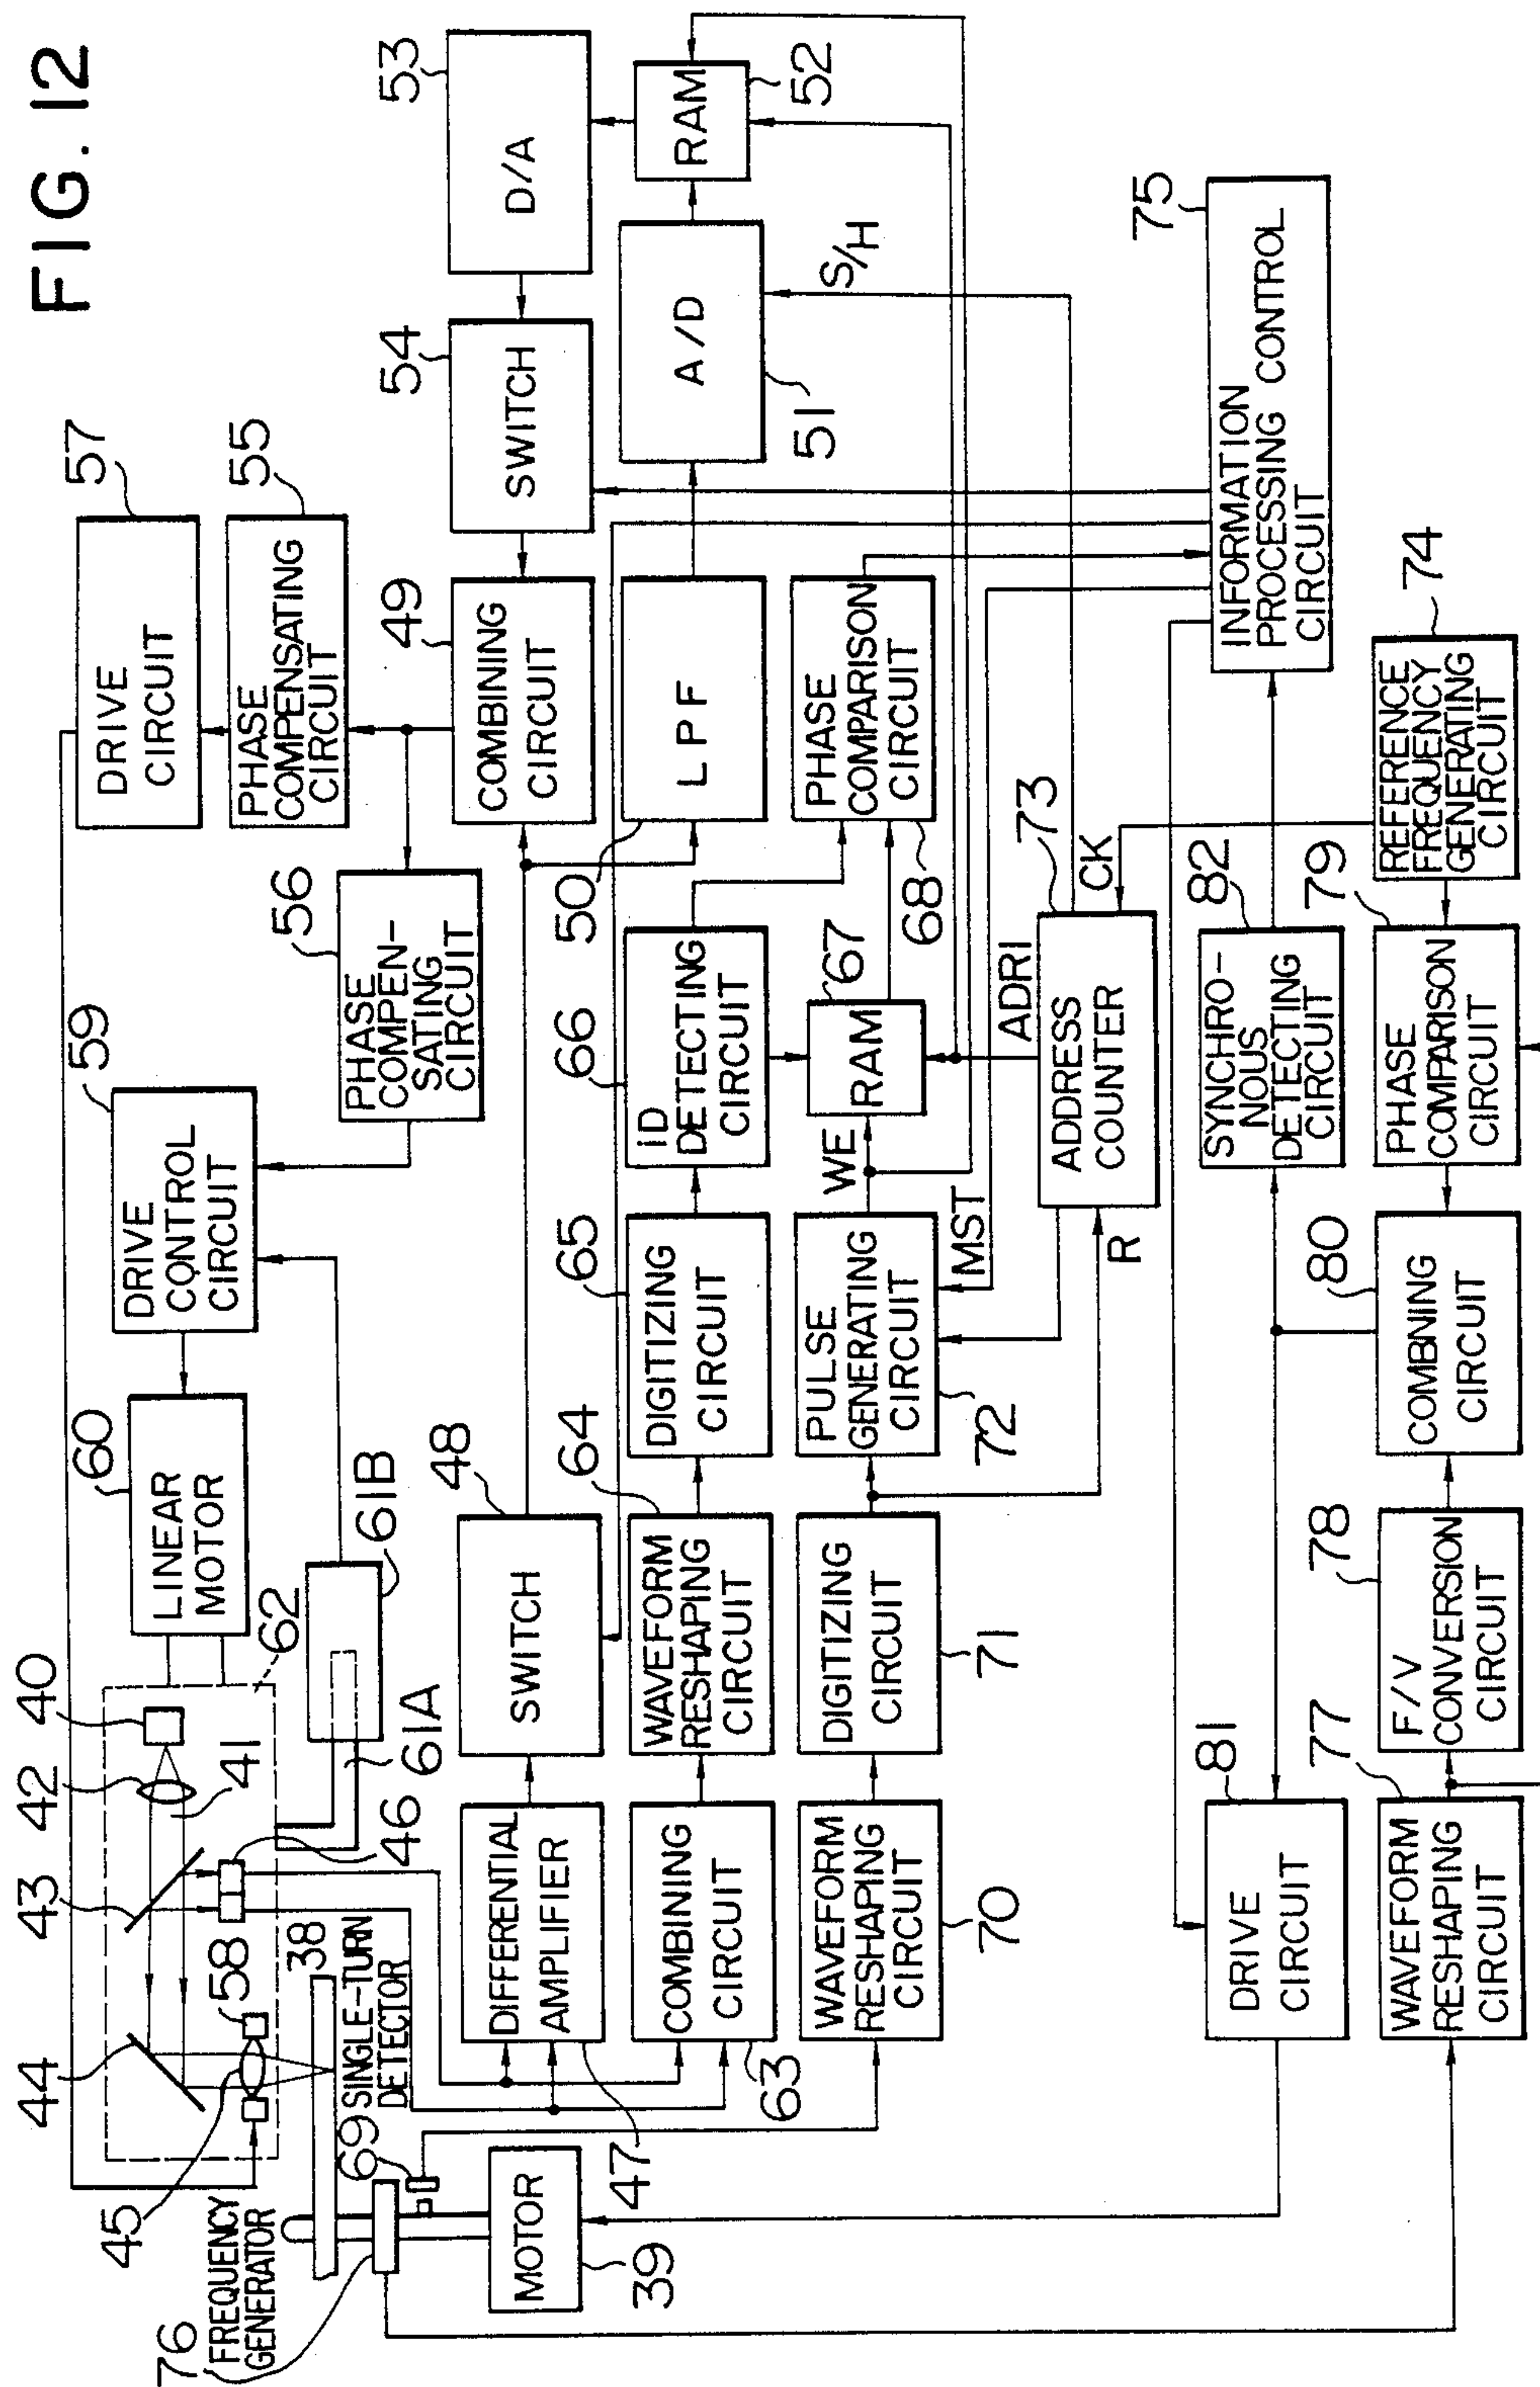 FIG. 12
44
43
42
40
60
LINEAR
MOTOR
59
DRIVE
CONTROL
CIRCUIT
57
DRIVE
CIRCUIT
45
58
46
41
62
61A
61B
56
PHASE
COMPEN-
SATING
CIRCUIT
55
PHASE
COMPENSATING
CIRCUIT
76
FREQUENCY
GENERATOR
38
SINGLE-TURN
DETECTOR
69
MOTOR
39
47
DIFFERENTIAL
AMPLIFIER
48
SWITCH
49
COMBINING
CIRCUIT
54
SWITCH
53
D/A
63
COMBINING
CIRCUIT
64
WAVEFORM
RESHAPING
CIRCUIT
65
DIGITIZING
CIRCUIT
66
ID
DETECTING
CIRCUIT
50
LPF
A/D
51
RAM
52
S/H
WAVEFORM
RESHAPING
CIRCUIT
70
DIGITIZING
CIRCUIT
71
PULSE
GENERATING
CIRCUIT
72
WE
RAM
67
PHASE
COMPARISON
CIRCUIT
68
MST
ADR1
R
ADDRESS
COUNTER
73
CK
75
INFORMATION
PROCESSING CONTROL
CIRCUIT
81
DRIVE
CIRCUIT
82
SYNCHRO-
NOUS
DETECTING
CIRCUIT
77
WAVEFORM
RESHAPING
CIRCUIT
78
F/V
CONVERSION
CIRCUIT
80
COMBNING
CIRCUIT
79
PHASE
COMPARISON
CIRCUIT
74
REFERENCE
FREQUENCY
GENERATING
CIRCUIT